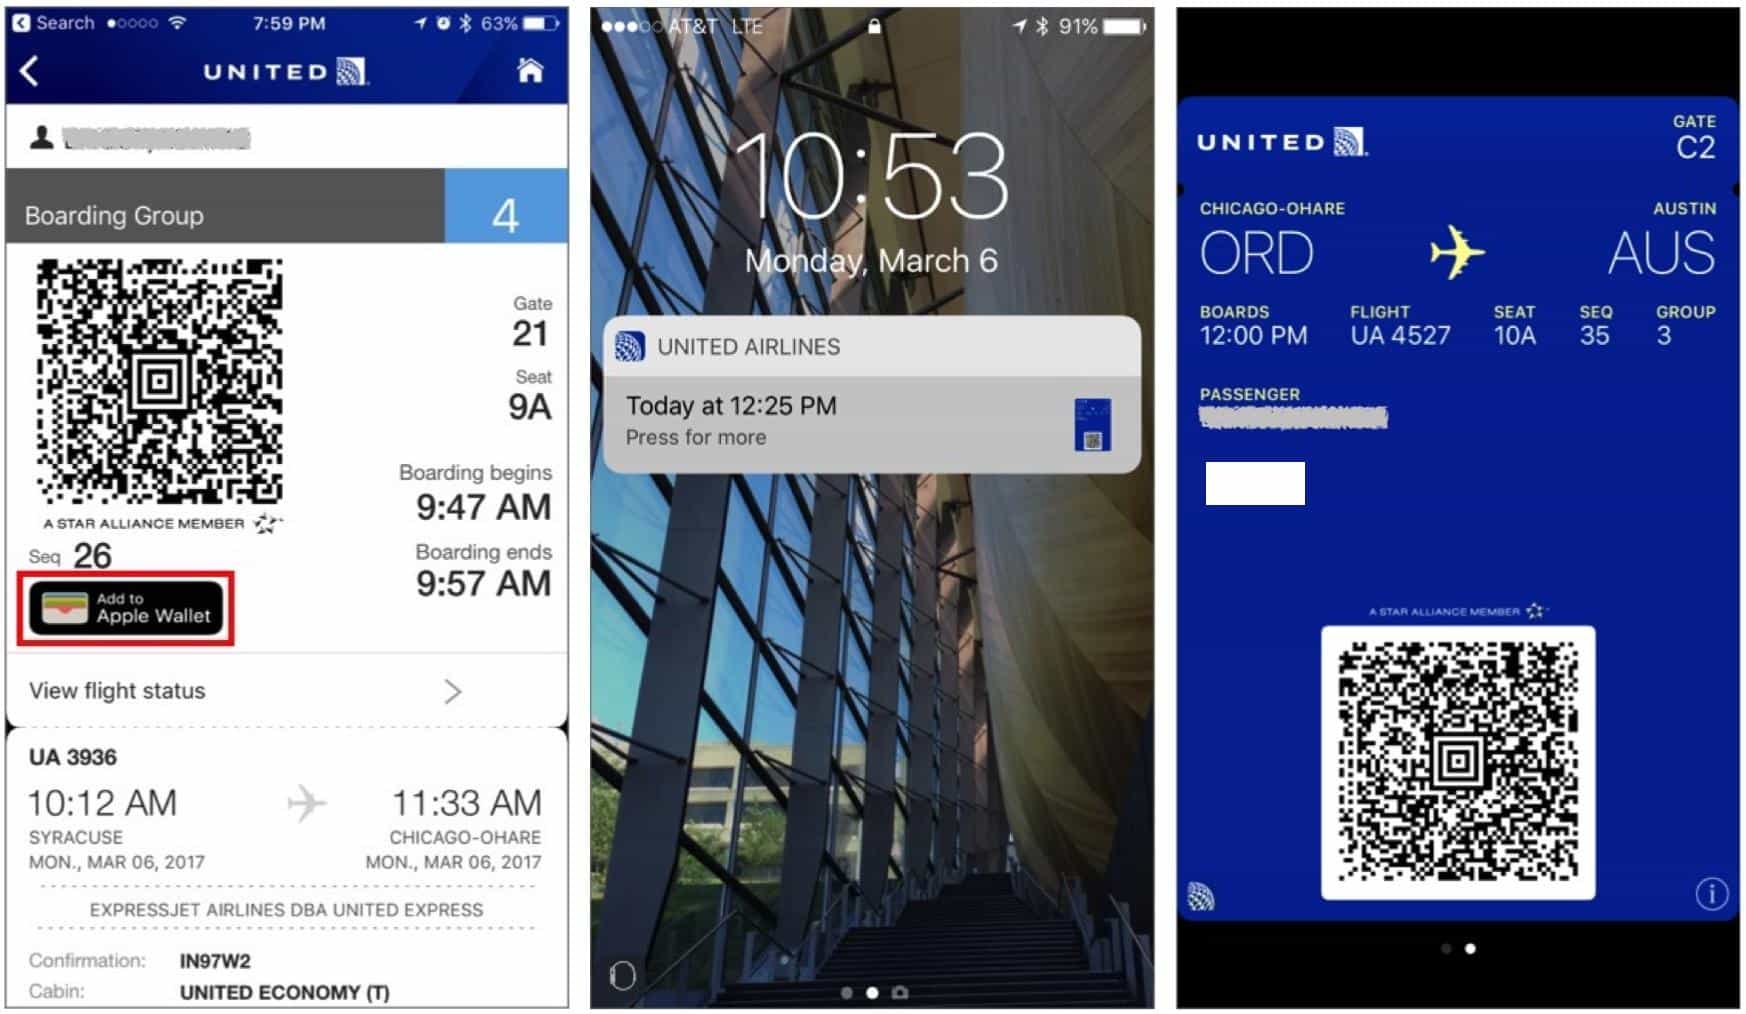 Search 7:59 PM 63%
UNITED
Boarding Group 4
Gate
21
Seat
9A
Boarding begins
9:47 AM
Boarding ends
9:57 AM
A STAR ALLIANCE MEMBER
Seq 26
Add to
Apple Wallet
View flight status
UA 3936
10:12 AM 11:33 AM
SYRACUSE CHICAGO-OHARE
MON., MAR 06, 2017 MON., MAR 06, 2017
EXPRESSJET AIRLINES DBA UNITED EXPRESS
Confirmation: IN97W2
Cabin: UNITED ECONOMY (T)
AT&T LTE 91%
10:53
Monday, March 6
UNITED AIRLINES
Today at 12:25 PM
Press for more
UNITED
GATE
C2
CHICAGO-OHARE AUSTIN
ORD AUS
BOARDS FLIGHT SEAT SEQ GROUP
12:00 PM UA 4527 10A 35 3
PASSENGER
A STAR ALLIANCE MEMBER